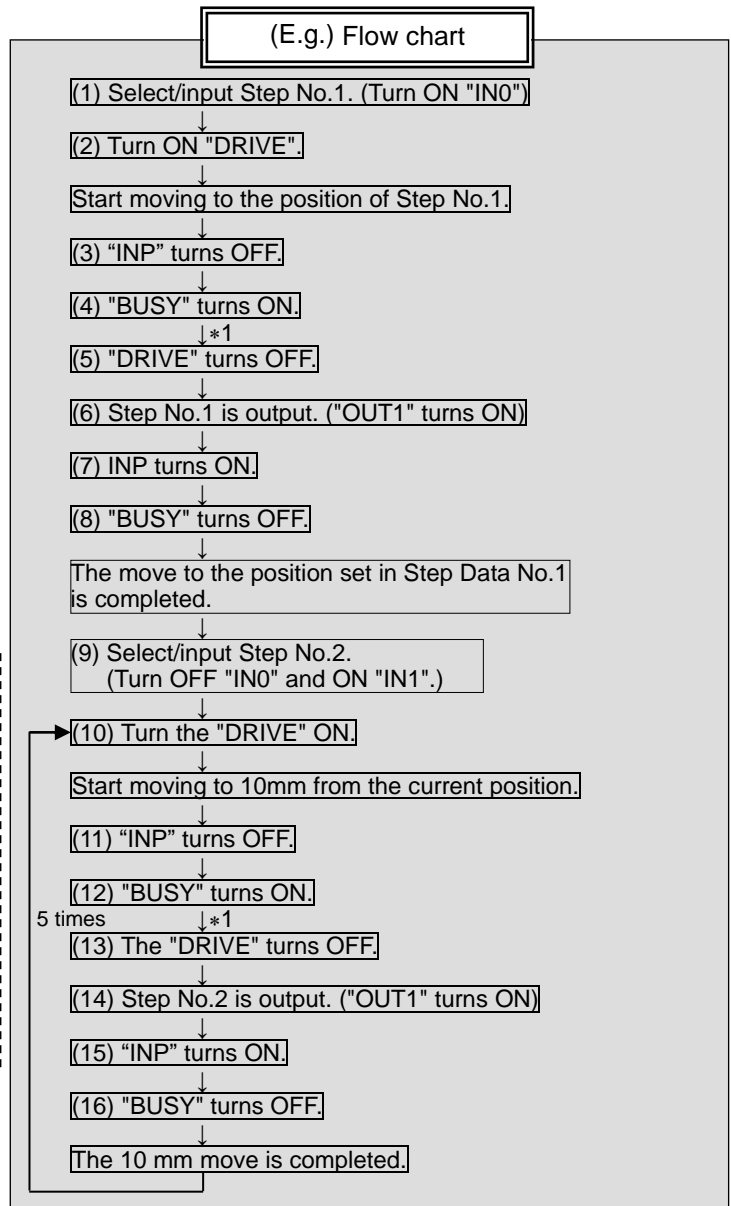 (E.g.) Flow chart
(1) Select/input Step No.1. (Turn ON "IN0")
↓
(2) Turn ON "DRIVE".
↓
Start moving to the position of Step No.1.
↓
(3) “INP” turns OFF.
↓
(4) "BUSY" turns ON.
↓*1
(5) "DRIVE" turns OFF.
↓
(6) Step No.1 is output. ("OUT1" turns ON)
↓
(7) INP turns ON.
↓
(8) "BUSY" turns OFF.
↓
The move to the position set in Step Data No.1
is completed.
↓
(9) Select/input Step No.2.
(Turn OFF "IN0" and ON "IN1".)
↓
(10) Turn the "DRIVE" ON.
↓
Start moving to 10mm from the current position.
↓
(11) “INP” turns OFF.
↓
(12) "BUSY" turns ON.
5 times ↓*1
(13) The "DRIVE" turns OFF.
↓
(14) Step No.2 is output. ("OUT1" turns ON)
↓
(15) “INP” turns ON.
↓
(16) "BUSY" turns OFF.
↓
The 10 mm move is completed.